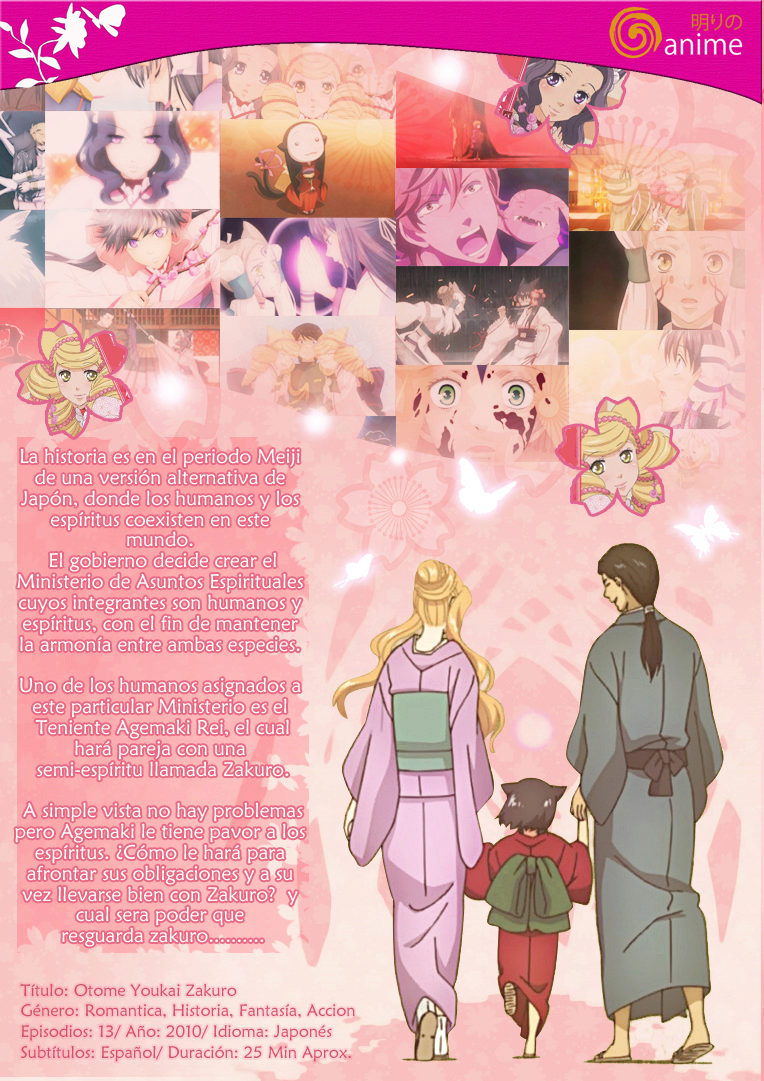 明りの
anime
La historia es en el periodo Meiji
de una versión alternativa de
Japón, donde los humanos y los
espíritus coexisten en este
mundo.
El gobierno decide crear el
Ministerio de Asuntos Espirituales
cuyos integrantes son humanos y
espíritus, con el fin de mantener
la armonía entre ambas especies.
Uno de los humanos asignados a
este particular Ministerio es el
Teniente Agemaki Rei, el cual
hará pareja con una
semi-espíritu llamada Zakuro.
A simple vista no hay problemas
pero Agemaki le tiene pavor a los
espíritus. ¿Cómo le hará para
afrontar sus obligaciones y a su
vez llevarse bien con Zakuro? y
cual sera poder que
resguarda zakuro..........
Título: Otome Youkai Zakuro
Género: Romantica, Historia, Fantasía, Accion
Episodios: 13/ Año: 2010/ Idioma: Japonés
Subtítulos: Español/ Duración: 25 Min Aprox.